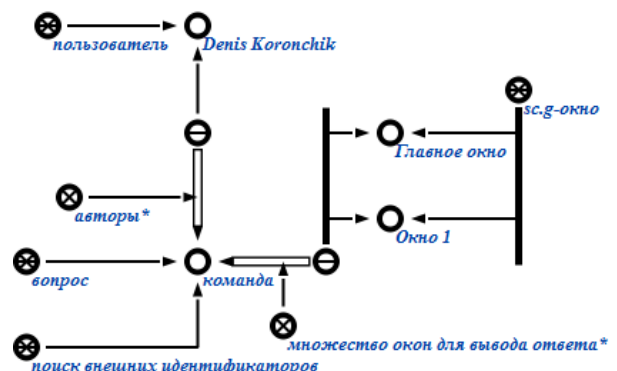 пользователь
Denis Koronchik
sc.g-окно
Главное окно
авторы*
Окно 1
вопрос
команда
множество окон для вывода ответа*
поиск внешних идентификаторов